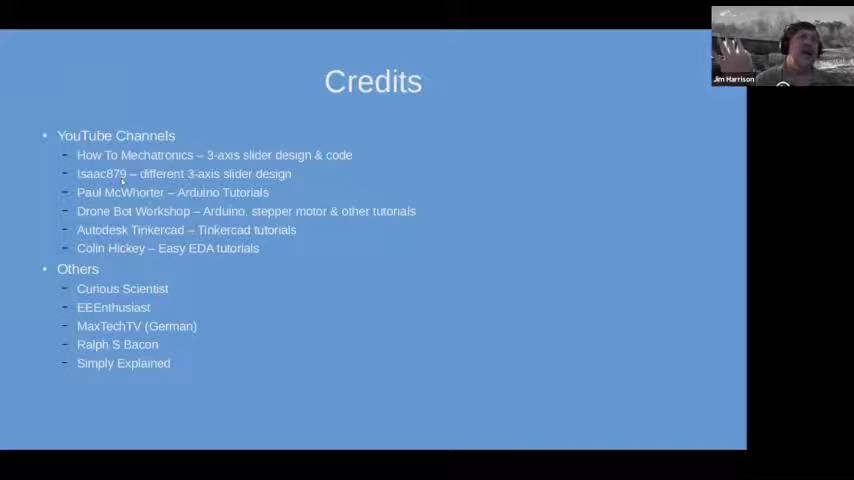 Credits
Jim Harrison
• YouTube Channels
– How To Mechatronics – 3-axis slider design & code
– Isaac879 – different 3-axis slider design
– Paul McWhorter – Arduino Tutorials
– Drone Bot Workshop – Arduino, stepper motor & other tutorials
– Autodesk Tinkercad – Tinkercad tutorials
– Colin Hickey – Easy EDA tutorials
• Others
– Curious Scientist
– EEEnthusiast
– MaxTechTV (German)
– Ralph S Bacon
– Simply Explained